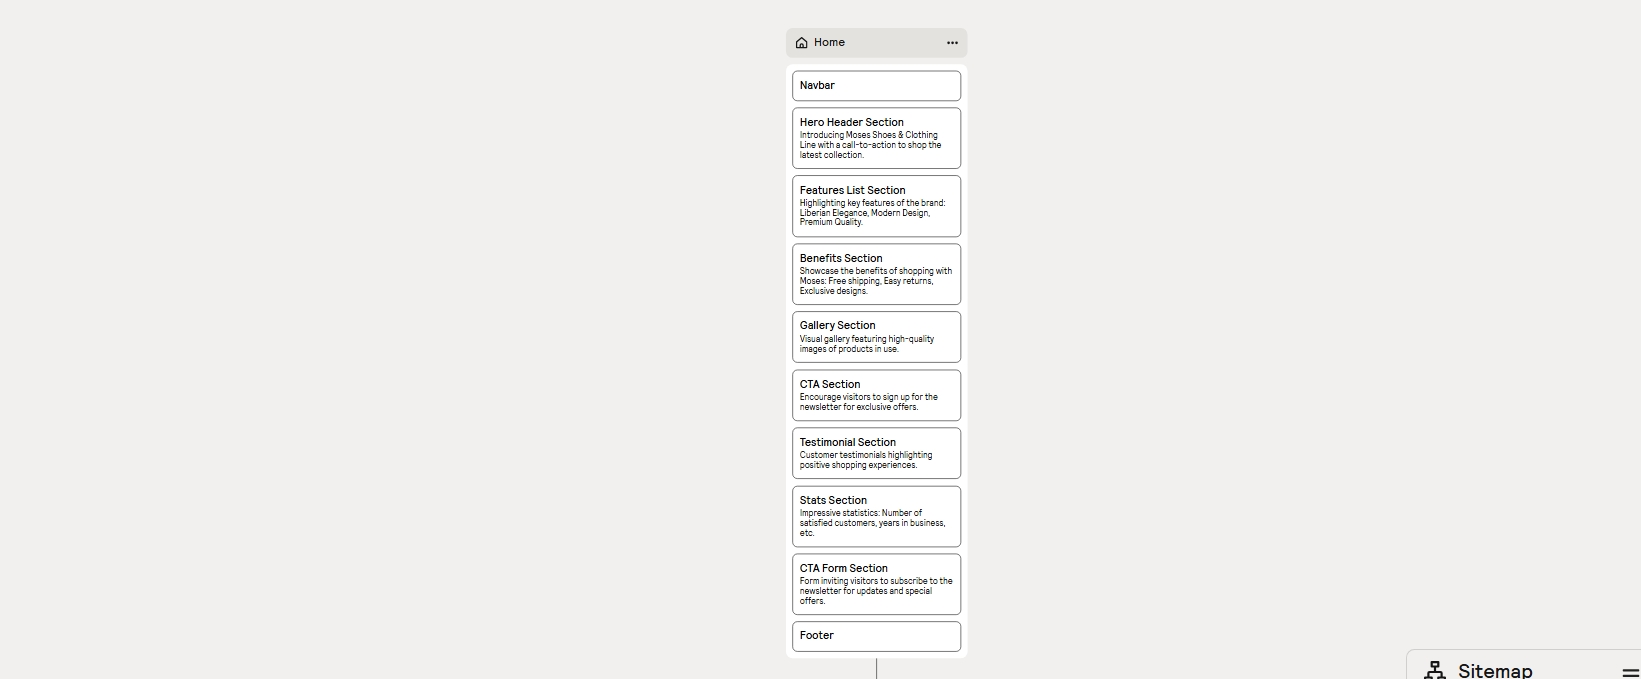 Home
Navbar
Hero Header Section
Introducing Moses Shoes & Clothing
Line with a call-to-action to shop the
latest collection.
Features List Section
Highlighting key features of the brand:
Liberian Elegance, Modern Design,
Premium Quality.
Benefits Section
Showcase the benefits of shopping with
Moses: Free shipping, Easy returns,
Exclusive designs.
Gallery Section
Visual gallery featuring high-quality
images of products in use.
CTA Section
Encourage visitors to sign up for the
newsletter for exclusive offers.
Testimonial Section
Customer testimonials highlighting
positive shopping experiences.
Stats Section
Impressive statistics: Number of
satisfied customers, years in business,
etc.
CTA Form Section
Form inviting visitors to subscribe to the
newsletter for updates and special
offers.
Footer
Sitemap